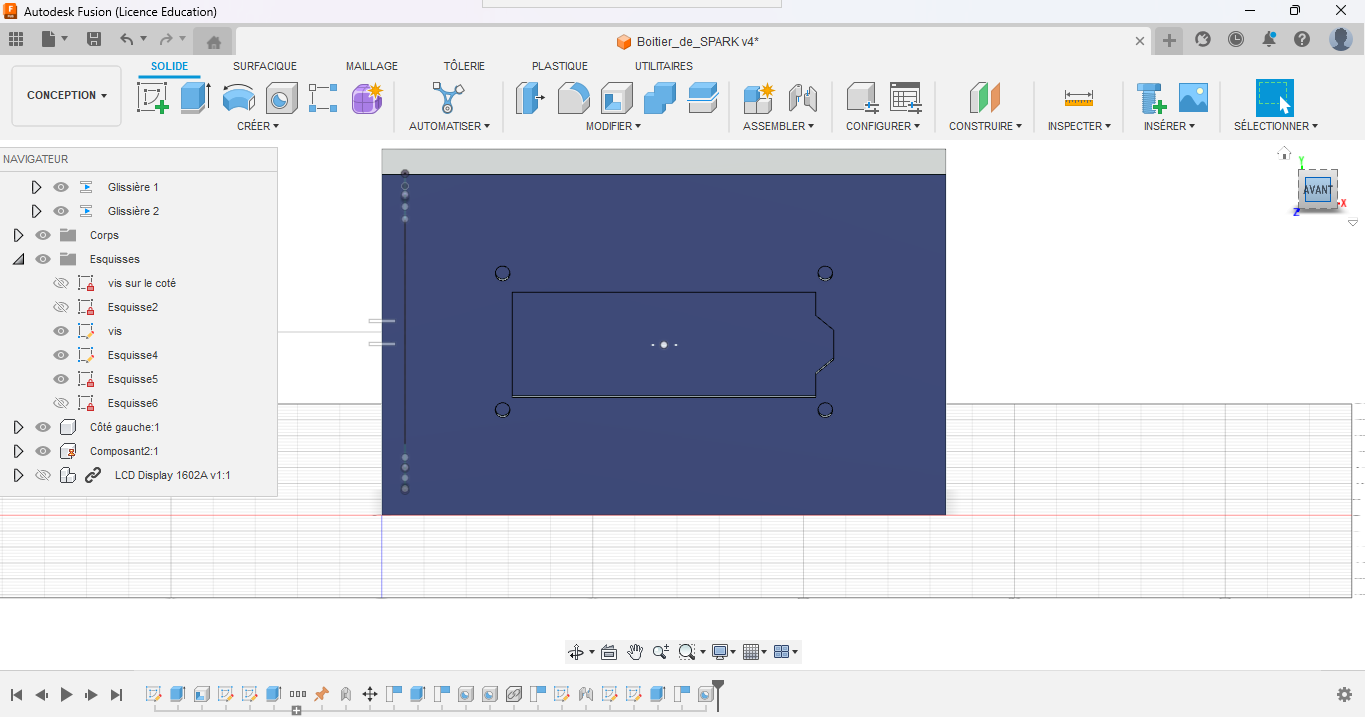 Autodesk Fusion (Licence Education)
Boitier_de_SPARK v4*
SOLIDE SURFACIQUE MAILLAGE TÔLERIE PLASTIQUE UTILITAIRES
CONCEPTION
CRÉER AUTOMATISER MODIFIER ASSEMBLER CONFIGURER CONSTRUIRE INSPECTER INSÉRER SÉLECTIONNER
NAVIGATEUR
Glissière 1
Glissière 2
Corps
Esquisses
vis sur le coté
Esquisse2
vis
Esquisse4
Esquisse5
Esquisse6
Côté gauche:1
Composant2:1
LCD Display 1602A v1:1
Y
AVANT
X
Z